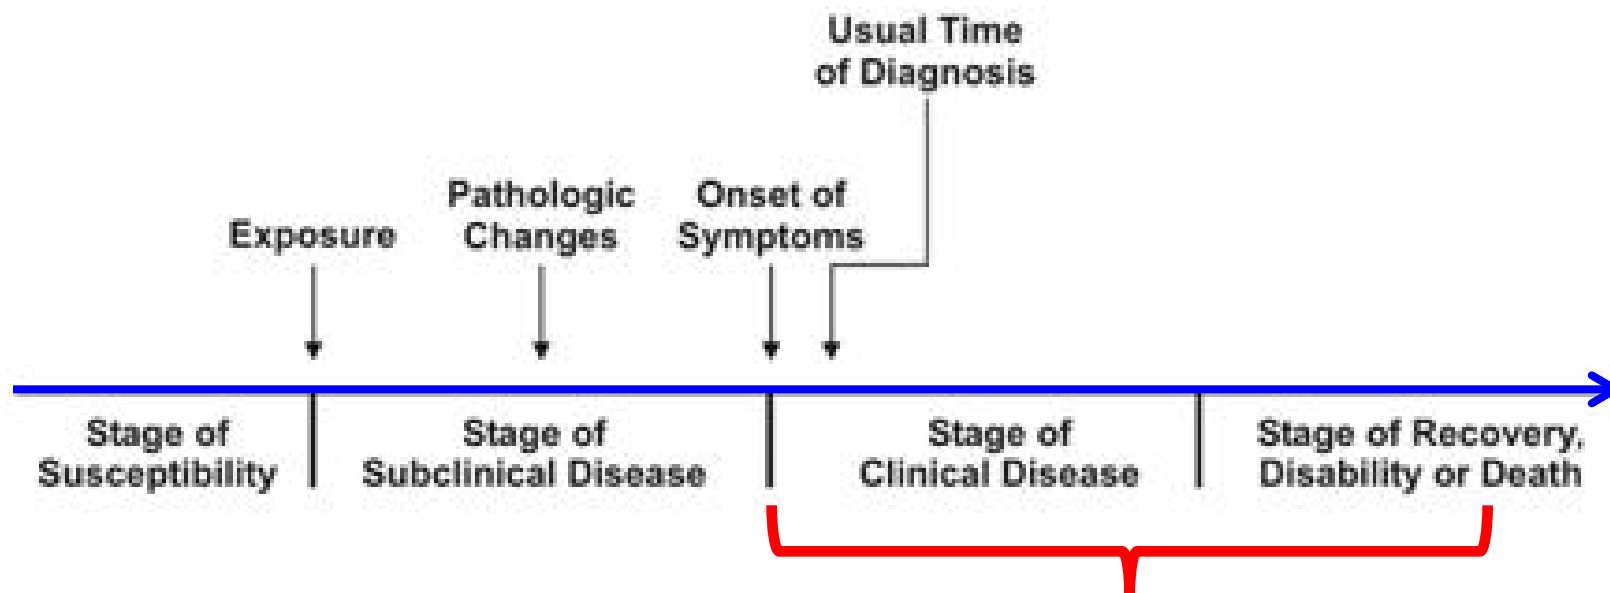 Usual Time
of Diagnosis
Pathologic
Changes
Onset of
Symptoms
Exposure
Stage of
Susceptibility
Stage of
Subclinical Disease
Stage of
Clinical Disease
Stage of Recovery,
Disability or Death